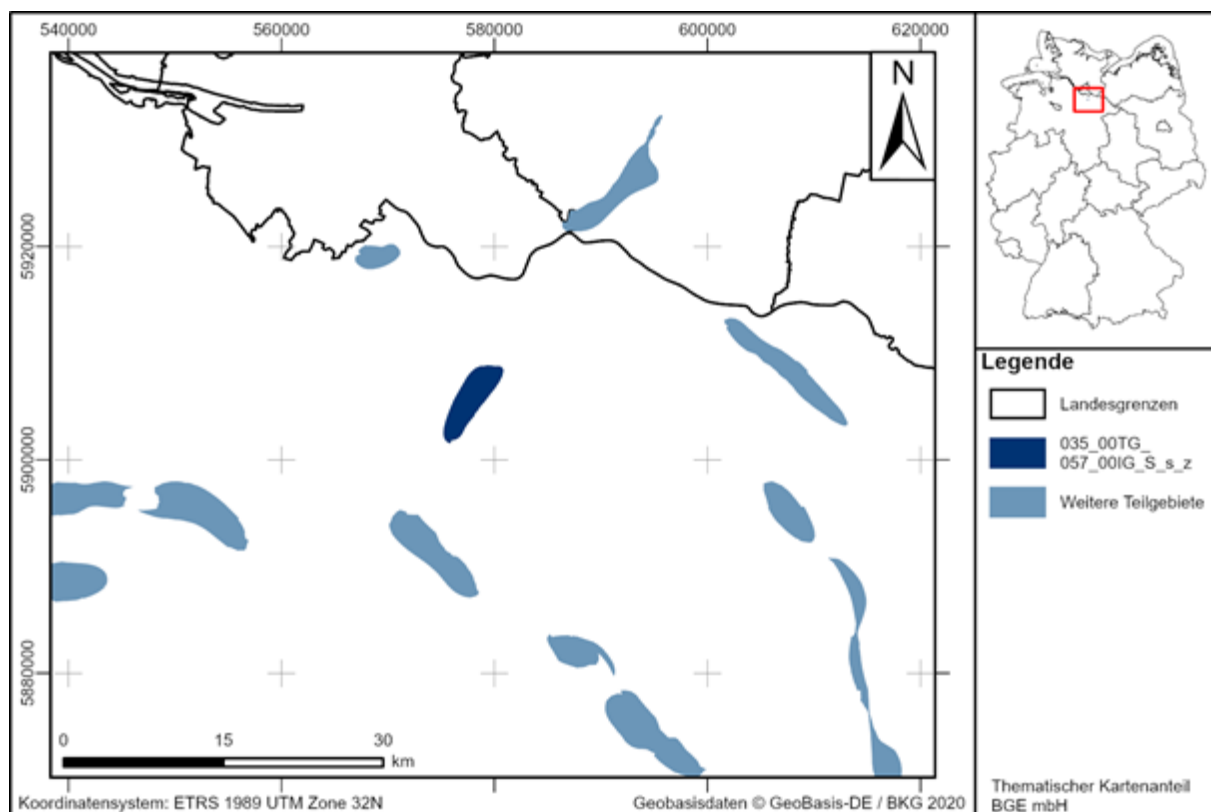 540000 560000 580000 600000 620000
N
5920000
5900000
5880000
0 15 30
km
Koordinatensystem: ETRS 1989 UTM Zone 32N
Geobasisdaten © GeoBasis-DE / BKG 2020
Legende
Landesgrenzen
035_00TG_
057_00IG_S_s_z
Weitere Teilgebiete
Thematischer Kartenanteil
BGE mbH